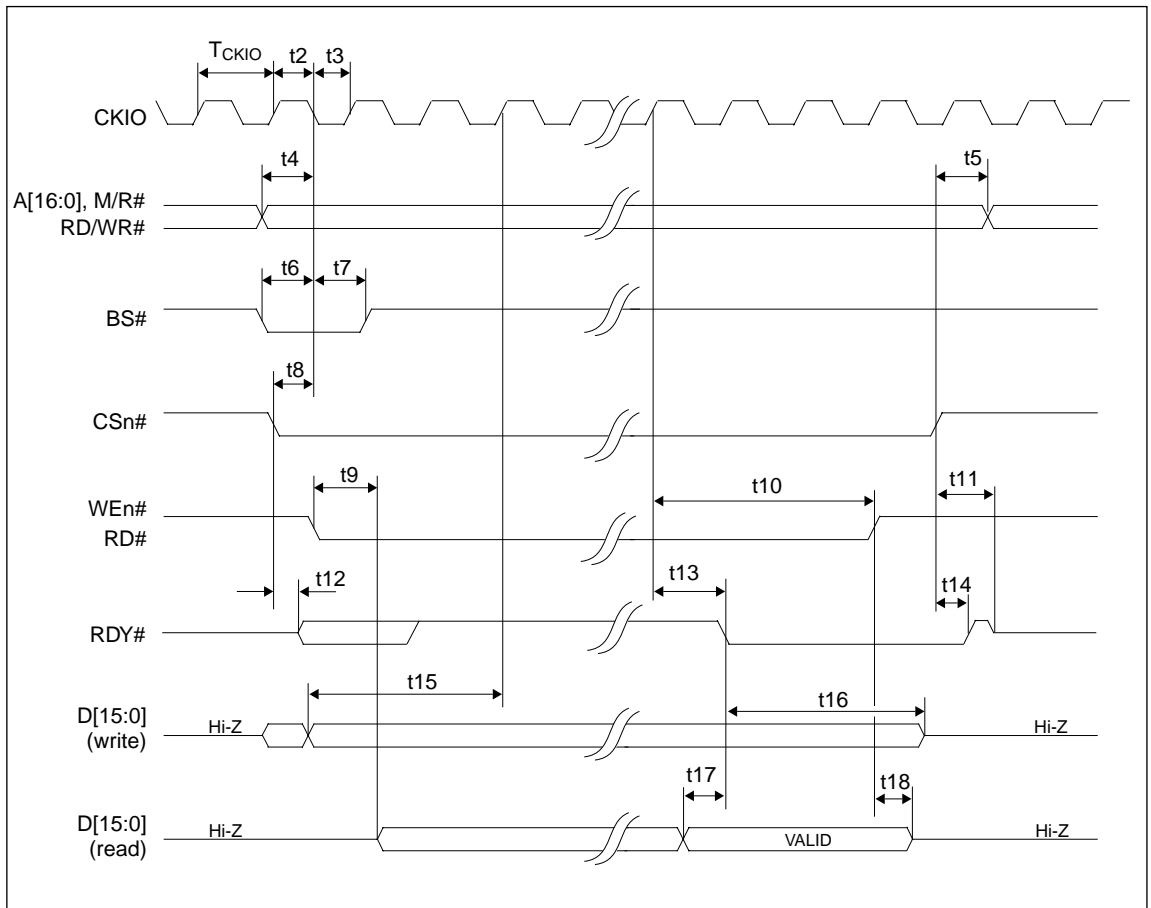 TCKIO t2 t3
CKIO
t4 t5
A[16:0], M/R#
RD/WR#
t6 t7
BS#
t8
CSn#
t9 t10 t11
WEn#
RD#
t12 t13 t14
RDY#
t15 t16
D[15:0]
(write)
Hi-Z Hi-Z
t17 t18
D[15:0]
(read)
Hi-Z VALID Hi-Z